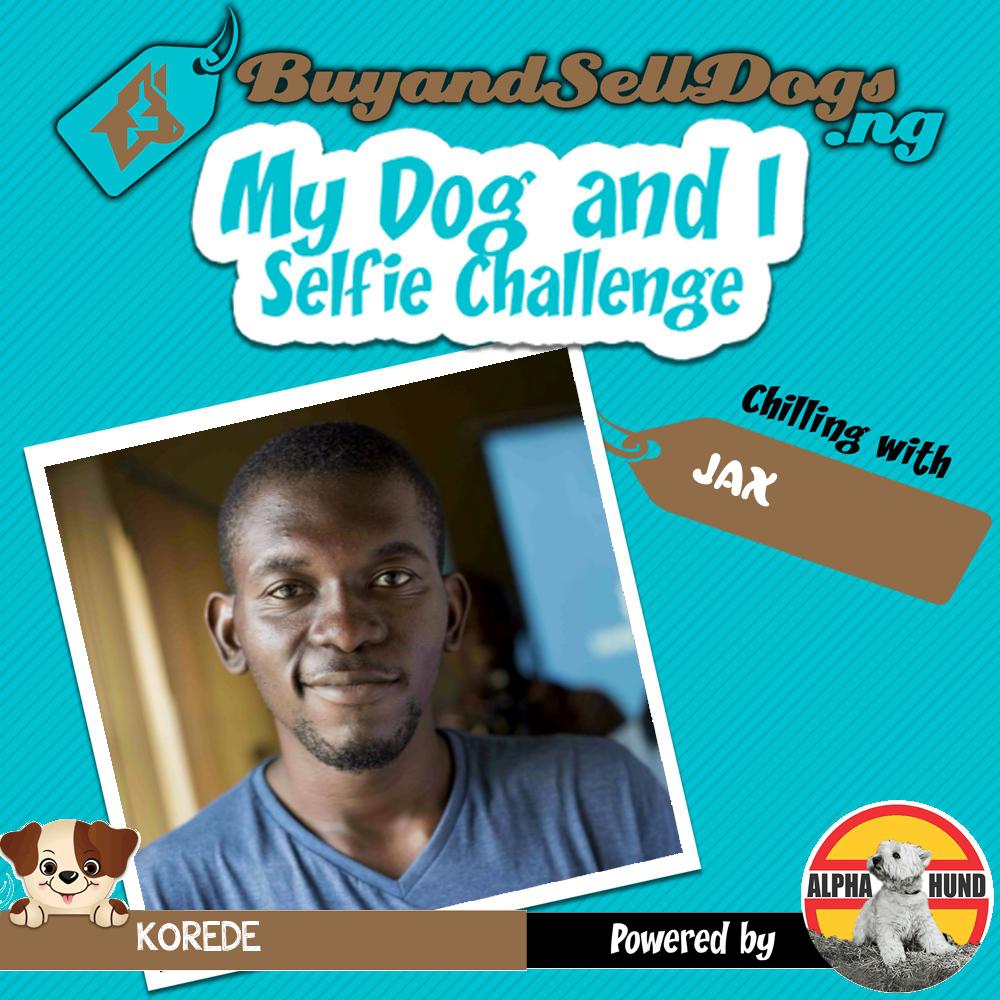 BuyandSellDogs
.ng
My Dog and I
Selfie Challenge
Chilling with
JAX
KOREDE
Powered by
ALPHA HUND